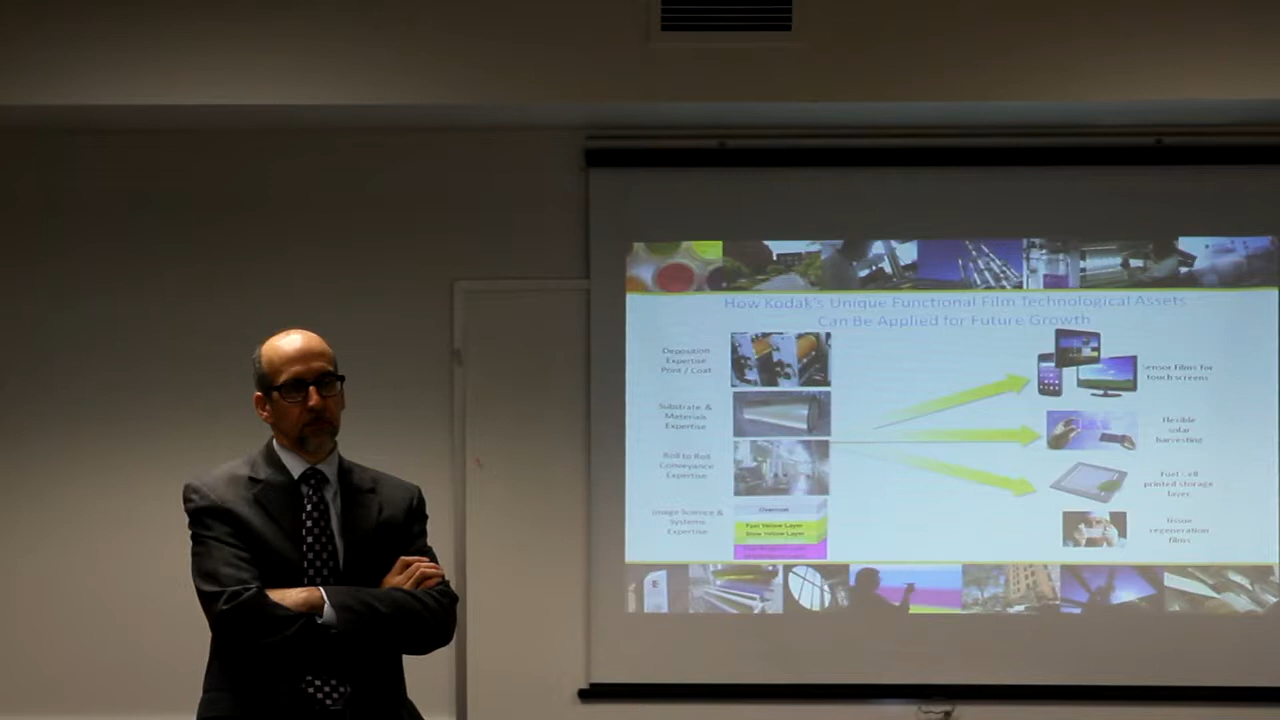 How Kodak's Unique Functional Film Technological Assets
Can Be Applied for Future Growth
Deposition
Expertise
Print / Coat
Substrate &
Materials
Expertise
Roll to Roll
Conveyance
Expertise
Image Science &
Systems
Expertise
Overcoat
Fast Yellow Layer
Slow Yellow Layer
Sensor films for
touch screens
Flexible
solar
harvesting
Fuel cell
printed storage
layer
Tissue
regeneration
films
E